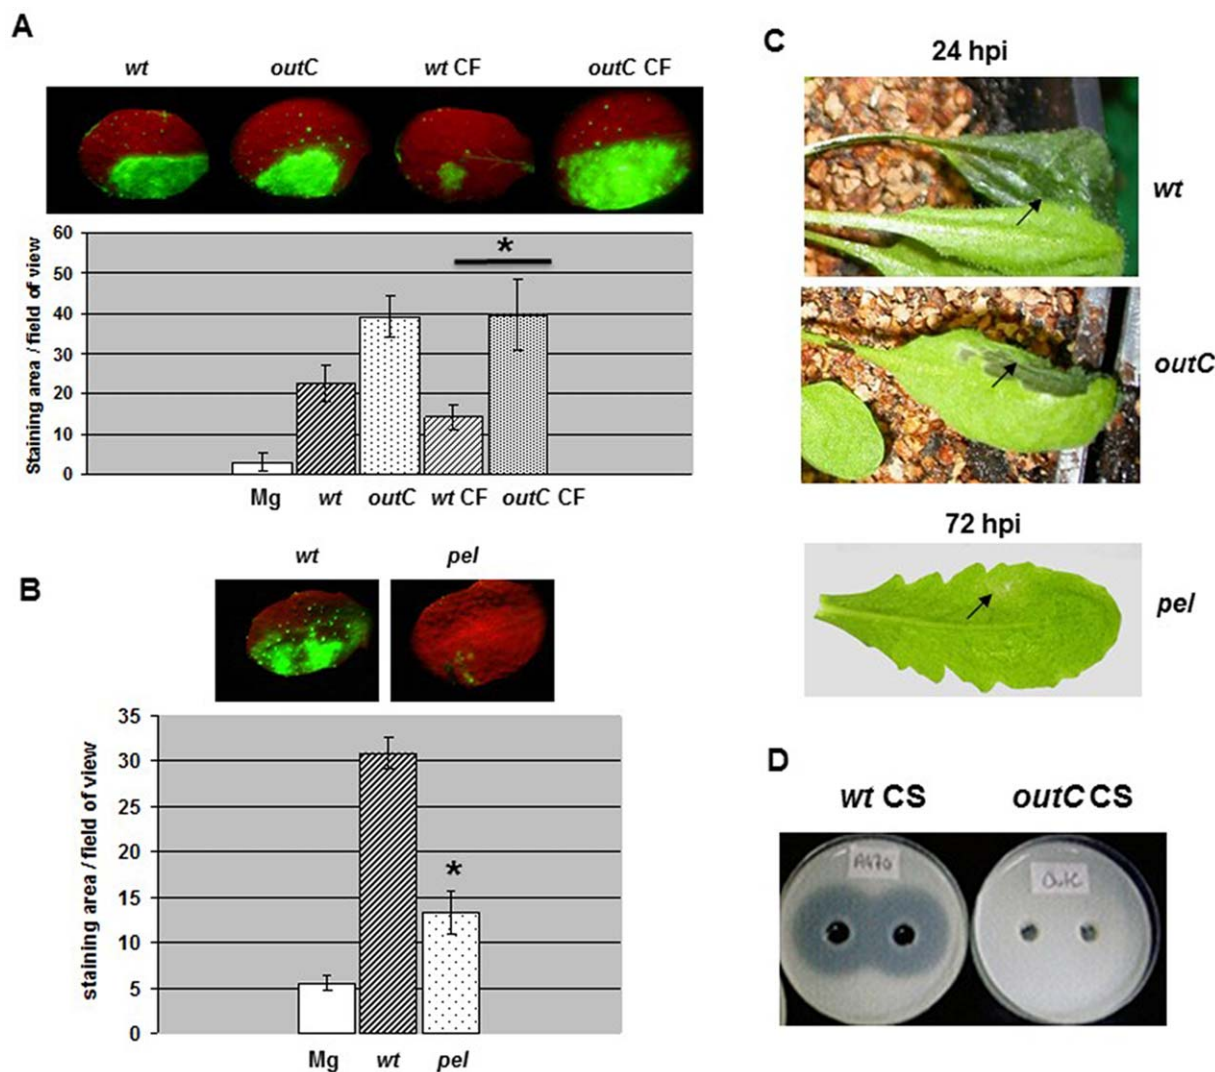 A
wt outC wt CF outC CF
60
50
40
30
20
10
0
Staining area / field of view
*
Mg wt outC wt CF outC CF
B
wt pel
35
30
25
20
15
10
5
0
staining area / field of view
*
Mg wt pel
C
24 hpi
wt
outC
72 hpi
pel
D
wt CS outC CS
A470
OutC